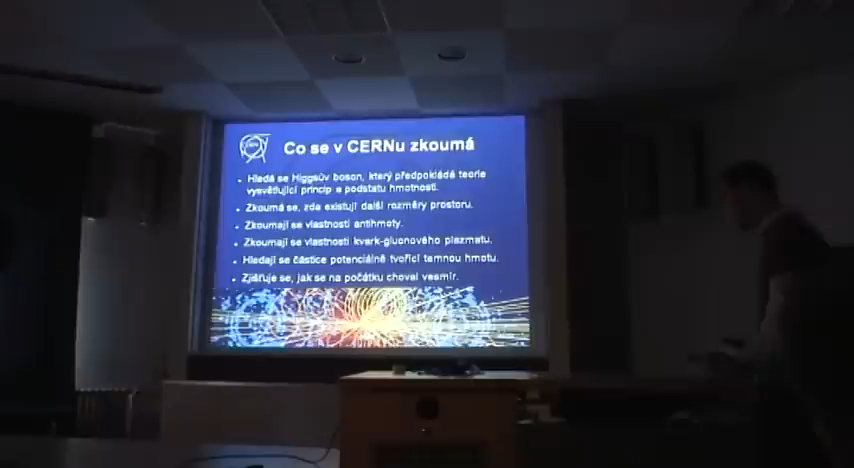 CERN
Co se v CERNu zkoumá
• Hledá se Higgsův boson, který předpokládá teorie
vysvětlující princip a podstatu hmotnosti.
• Zkoumá se, zda existují další rozměry prostoru.
• Zkoumají se vlastnosti antihmoty.
• Zkoumají se vlastnosti kvark-gluonového plazmatu.
• Hledají se částice potenciálně tvořící temnou hmotu.
• Zjišťuje se, jak se na počátku choval vesmír.